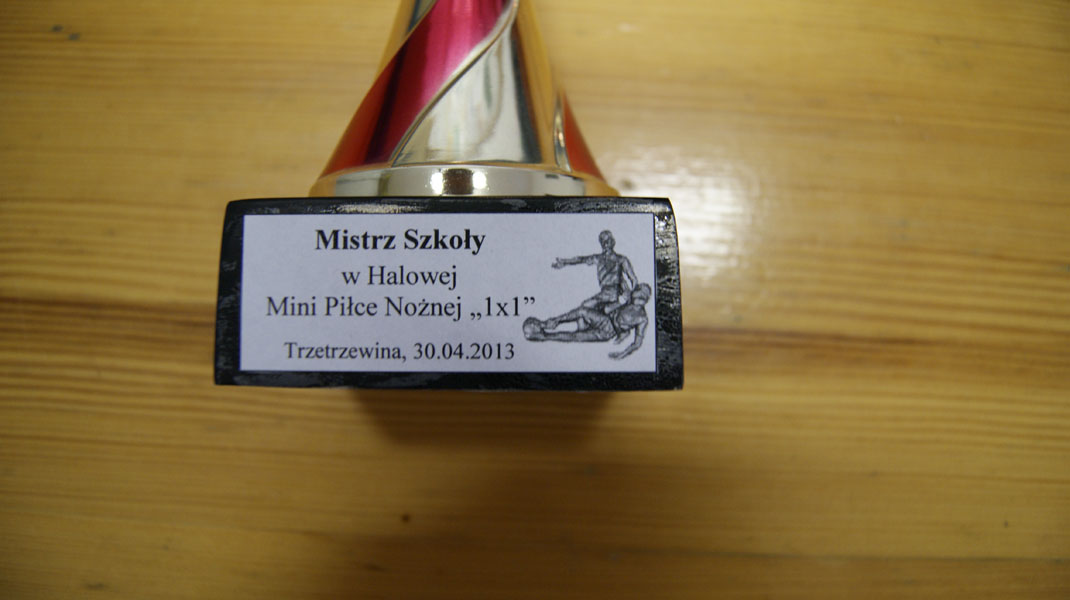 Mistrz Szkoły
w Halowej
Mini Piłce Nożnej „1x1”
Trzetrzewina, 30.04.2013